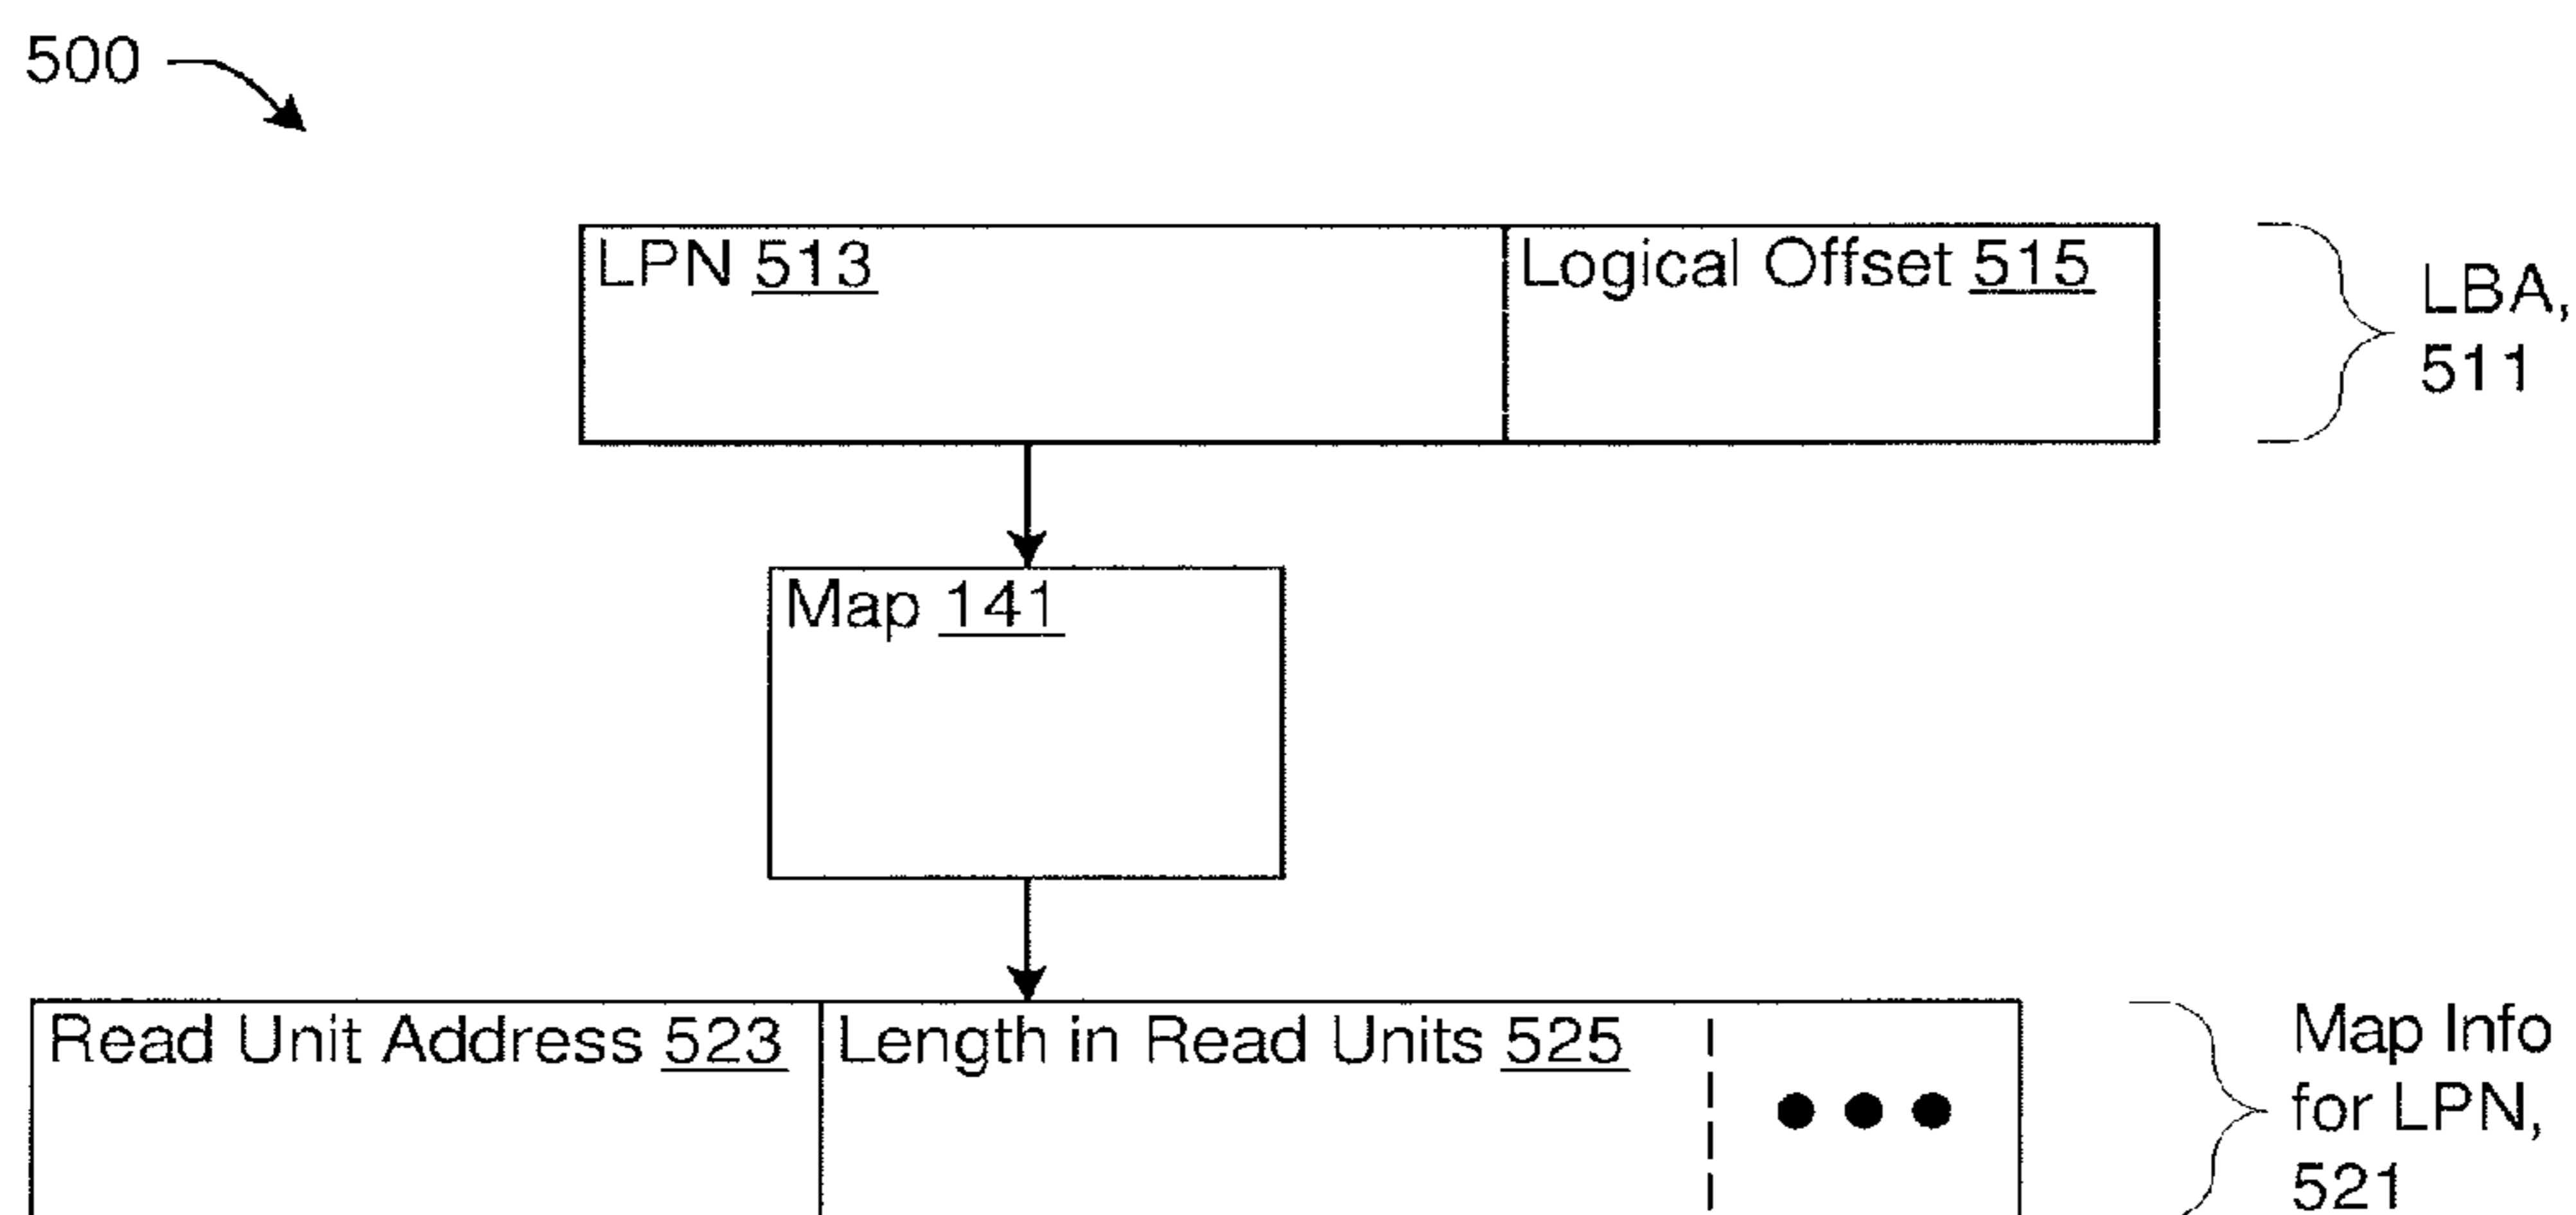 500
LPN 513
Logical Offset 515
LBA,
511
Map 141
Read Unit Address 523
Length in Read Units 525
Map Info
for LPN,
521